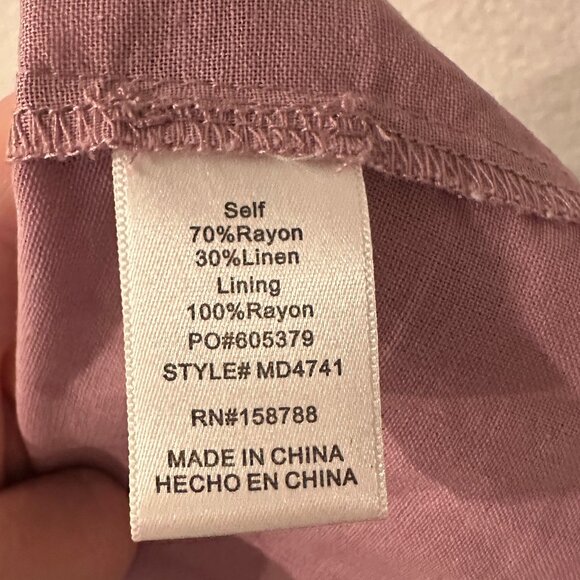 Self
70%Rayon
30%Linen
Lining
100%Rayon
PO#605379
STYLE# MD4741
RN#158788
MADE IN CHINA
HECHO EN CHINA